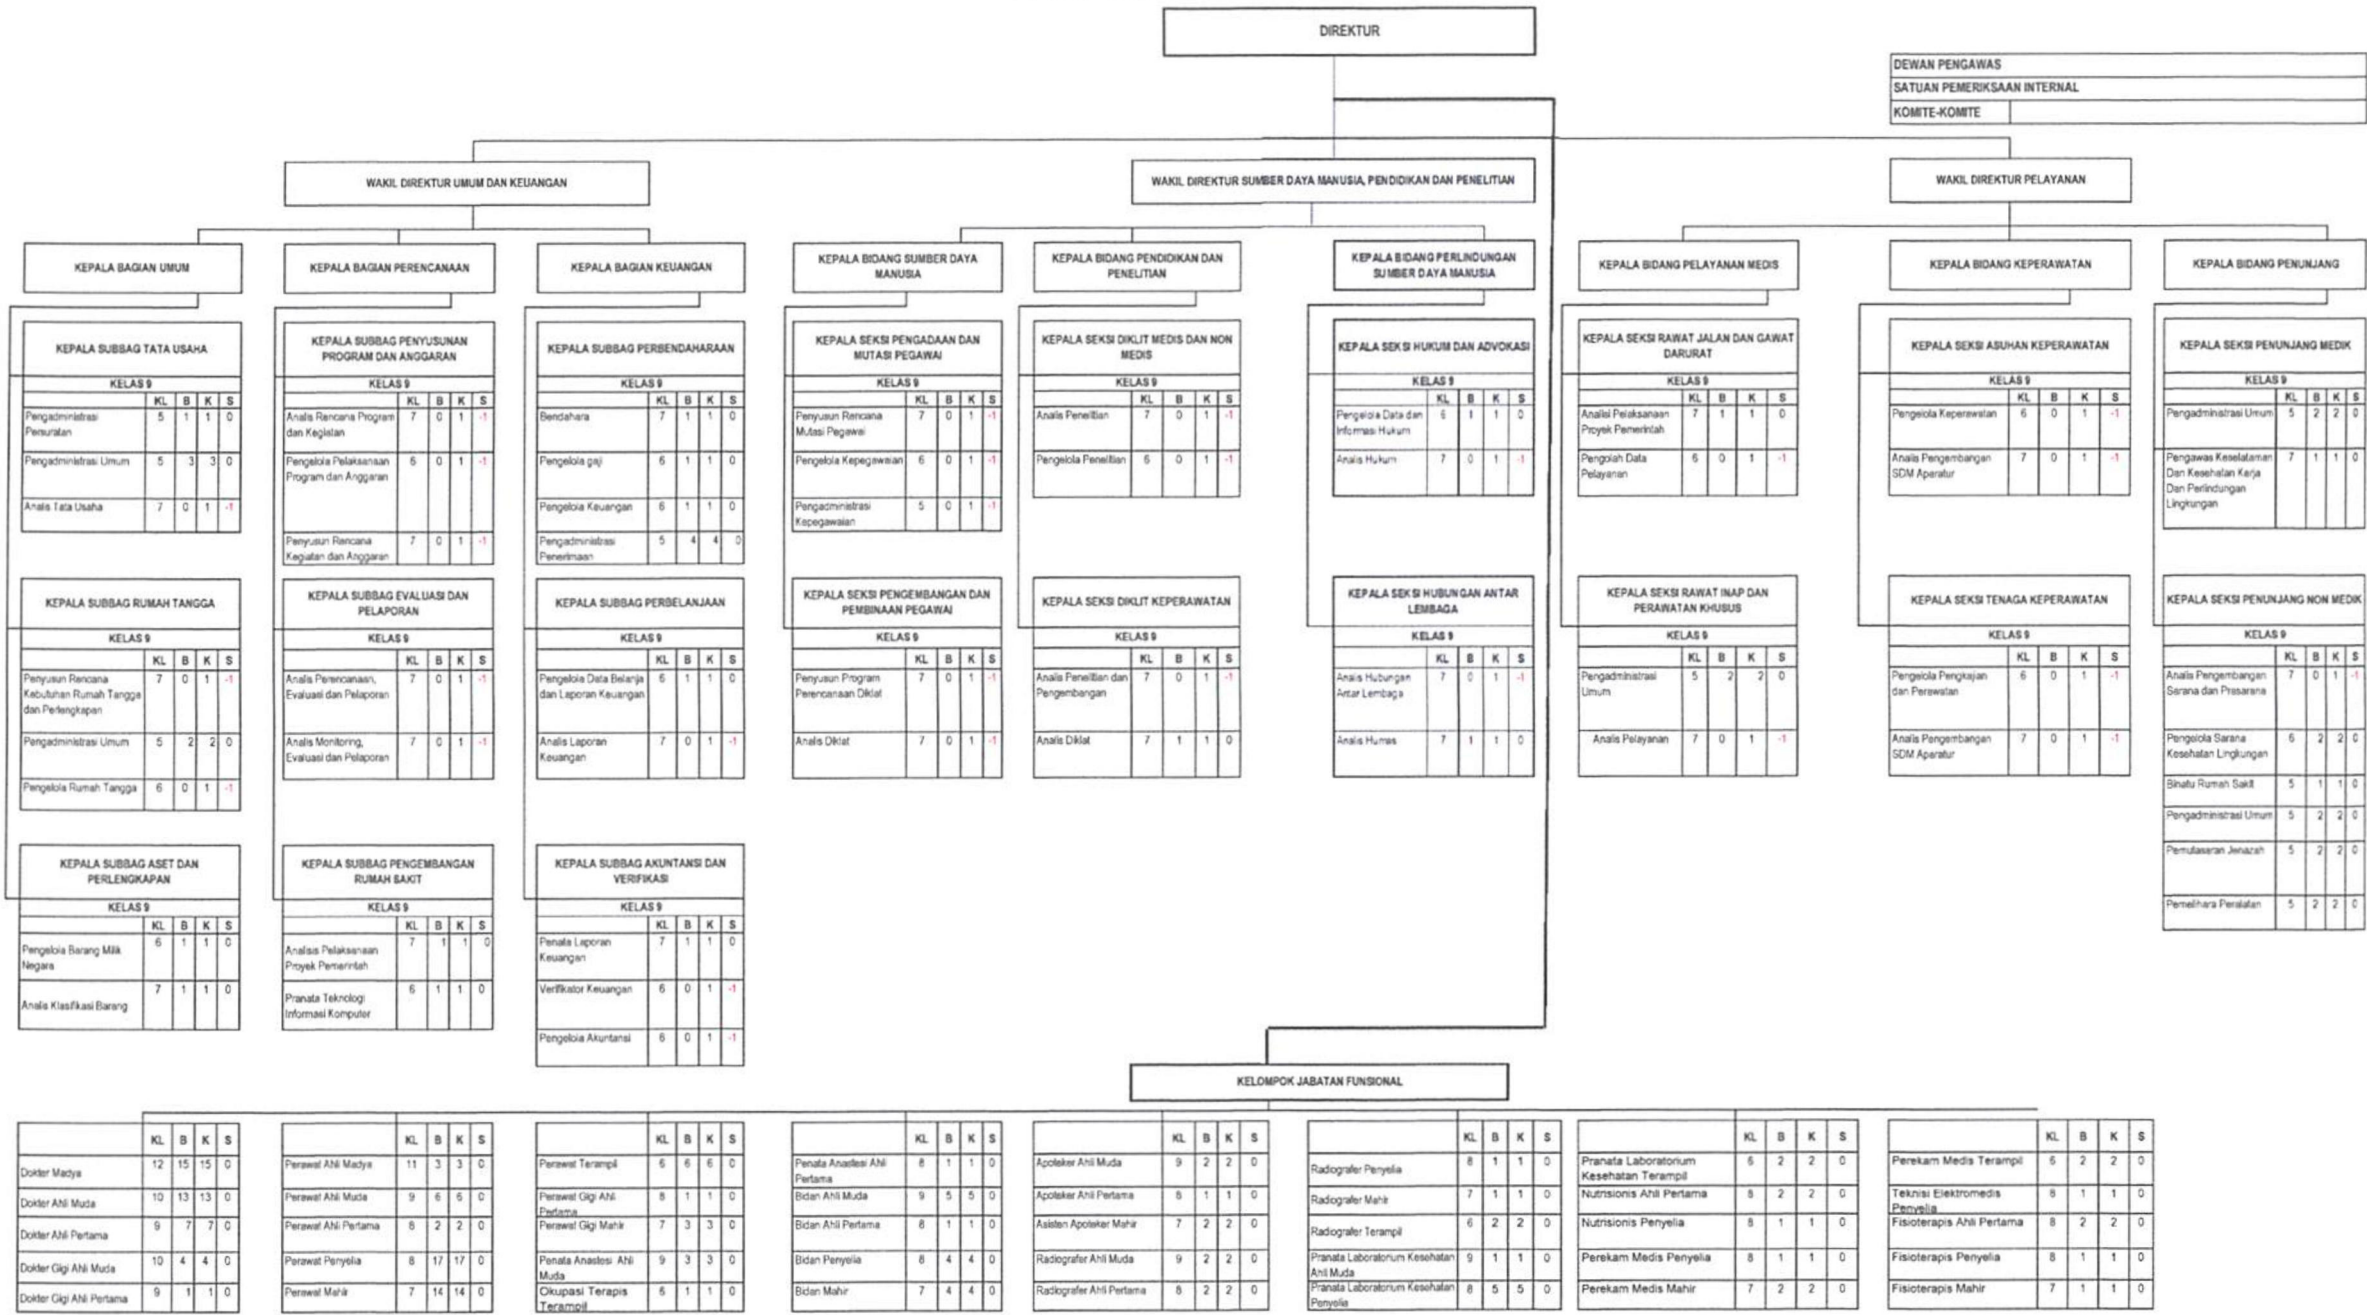 DIREKTUR
DEWAN PENGAWAS
SATUAN PEMERIKSAAN INTERNAL
KOMITE-KOMITE
WAKIL DIREKTUR UMUM DAN KEUANGAN
WAKIL DIREKTUR SUMBER DAYA MANUSIA, PENDIDIKAN DAN PENELITIAN
WAKIL DIREKTUR PELAYANAN
KEPALA BAGIAN UMUM
KEPALA BAGIAN PERENCANAAN
KEPALA BAGIAN KEUANGAN
KEPALA BIDANG SUMBER DAYA
MANUSIA
KEPALA BIDANG PENDIDIKAN DAN
PENELITIAN
KEPALA BIDANG PERLINDUNGAN
SUMBER DAYA MANUSIA
KEPALA BIDANG PELAYANAN MEDIS
KEPALA BIDANG KEPERAWATAN
KEPALA BIDANG PENUNJANG
KEPALA SUBBAG TATA USAHA
KELAS 9
KL B K S
Pengadministrasi 5 1 1 0
Persuratan
Pengadministrasi Umum 5 3 3 0
Analis Tata Usaha 7 0 1 -1
KEPALA SUBBAG PENYUSUNAN
PROGRAM DAN ANGGARAN
KELAS 9
KL B K S
Analis Rencana Program 7 0 1 -1
dan Kegiatan
Pengelola Pelaksanaan 6 0 1 -1
Program dan Anggaran
Penyusun Rencana 7 0 1 -1
Kegiatan dan Anggaran
KEPALA SUBBAG PERBENDAHARAAN
KELAS 9
KL B K S
Bendahara 7 1 1 0
Pengelola gaji 6 1 1 0
Pengelola Keuangan 6 1 1 0
Pengadministrasi 5 4 4 0
Penerimaan
KEPALA SEKSI PENGADAAN DAN
MUTASI PEGAWAI
KELAS 9
KL B K S
Penyusun Rencana 7 0 1 -1
Mutasi Pegawai
Pengelola Kepegawaian 6 0 1 -1
Pengadministrasi 5 0 1 -1
Kepegawaian
KEPALA SEKSI DIKLIT MEDIS DAN NON
MEDIS
KELAS 9
KL B K S
Analis Penelitian 7 0 1 -1
Pengelola Penelitian 6 0 1 -1
KEPALA SEKSI HUKUM DAN ADVOKASI
KELAS 9
KL B K S
Pengelola Data dan 6 1 1 0
Informasi Hukum
Analis Hukum 7 0 1 -1
KEPALA SEKSI RAWAT JALAN DAN GAWAT
DARURAT
KELAS 9
KL B K S
Analisi Pelaksanaan 7 1 1 0
Proyek Pemerintah
Pengolah Data 6 0 1 -1
Pelayanan
KEPALA SEKSI ASUHAN KEPERAWATAN
KELAS 9
KL B K S
Pengelola Keperawatan 6 0 1 -1
Analis Pengembangan 7 0 1 -1
SDM Aparatur
KEPALA SEKSI PENUNJANG MEDIK
KELAS 9
KL B K S
Pengadministrasi Umum 5 2 2 0
Pengawas Keselataman 7 1 1 0
Dan Kesehatan Kerja
Dan Perlindungan
Lingkungan
KEPALA SUBBAG RUMAH TANGGA
KELAS 9
KL B K S
Penyusun Rencana 7 0 1 -1
Kebutuhan Rumah Tangga
dan Perlengkapan
Pengadministrasi Umum 5 2 2 0
Pengelola Rumah Tangga 6 0 1 -1
KEPALA SUBBAG EVALUASI DAN
PELAPORAN
KELAS 9
KL B K S
Analis Perencanaan, 7 0 1 -1
Evaluasi dan Pelaporan
Analis Monitoring, 7 0 1 -1
Evaluasi dan Pelaporan
KEPALA SUBBAG PERBELANJAAN
KELAS 9
KL B K S
Pengelola Data Belanja 6 1 1 0
dan Laporan Keuangan
Analis Laporan 7 0 1 -1
Keuangan
KEPALA SEKSI PENGEMBANGAN DAN
PEMBINAAN PEGAWAI
KELAS 9
KL B K S
Penyusun Program 7 0 1 -1
Perencanaan Diklat
Analis Diklat 7 0 1 -1
KEPALA SEKSI DIKLIT KEPERAWATAN
KELAS 9
KL B K S
Analis Penelitian dan 7 0 1 -1
Pengembangan
Analis Diklat 7 1 1 0
KEPALA SEKSI HUBUNGAN ANTAR
LEMBAGA
KELAS 9
KL B K S
Analis Hubungan 7 0 1 -1
Antar Lembaga
Analis Humas 7 1 1 0
KEPALA SEKSI RAWAT INAP DAN
PERAWATAN KHUSUS
KELAS 9
KL B K S
Pengadministrasi 5 2 2 0
Umum
Analis Pelayanan 7 0 1 -1
KEPALA SEKSI TENAGA KEPERAWATAN
KELAS 9
KL B K S
Pengelola Pengkajian 6 0 1 -1
dan Perawatan
Analis Pengembangan 7 0 1 -1
SDM Aparatur
KEPALA SEKSI PENUNJANG NON MEDIK
KELAS 9
KL B K S
Analis Pengembangan 7 0 1 -1
Sarana dan Prasarana
Pengelola Sarana 6 2 2 0
Kesehatan Lingkungan
Binatu Rumah Sakit 5 1 1 0
Pengadministrasi Umum 5 2 2 0
Pemulasaran Jenazah 5 2 2 0
Pemelihara Peralatan 5 2 2 0
KEPALA SUBBAG ASET DAN
PERLENGKAPAN
KELAS 9
KL B K S
Pengelola Barang Milik 6 1 1 0
Negara
Analis Klasifikasi Barang 7 1 1 0
KEPALA SUBBAG PENGEMBANGAN
RUMAH SAKIT
KELAS 9
KL B K S
Analisis Pelaksanaan 7 1 1 0
Proyek Pemerintah
Pranata Teknologi 6 1 1 0
Informasi Komputer
KEPALA SUBBAG AKUNTANSI DAN
VERIFIKASI
KELAS 9
KL B K S
Penata Laporan 7 1 1 0
Keuangan
Verifikator Keuangan 6 0 1 -1
Pengelola Akuntansi 6 0 1 -1
KELOMPOK JABATAN FUNSIONAL
KL B K S
Dokter Madya 12 15 15 0
Dokter Ahli Muda 10 13 13 0
Dokter Ahli Pertama 9 7 7 0
Dokter Gigi Ahli Muda 10 4 4 0
Dokter Gigi Ahli Pertama 9 1 1 0
KL B K S
Perawat Ahli Madya 11 3 3 0
Perawat Ahli Muda 9 6 6 0
Perawat Ahli Pertama 8 2 2 0
Perawat Penyelia 8 17 17 0
Perawat Mahir 7 14 14 0
KL B K S
Perawat Terampil 6 6 6 0
Perawat Gigi Ahli 8 1 1 0
Pertama
Perawat Gigi Mahir 7 3 3 0
Penata Anastesi Ahli 9 3 3 0
Muda
Okupasi Terapis 6 1 1 0
Terampil
KL B K S
Penata Anastesi Ahli 8 1 1 0
Pertama
Bidan Ahli Muda 9 5 5 0
Bidan Ahli Pertama 8 1 1 0
Bidan Penyelia 8 4 4 0
Bidan Mahir 7 4 4 0
KL B K S
Apoteker Ahli Muda 9 2 2 0
Apoteker Ahli Pertama 8 1 1 0
Asisten Apoteker Mahir 7 2 2 0
Radiografer Ahli Muda 9 2 2 0
Radiografer Ahli Pertama 8 2 2 0
KL B K S
Radiografer Penyelia 8 1 1 0
Radiografer Mahir 7 1 1 0
Radiografer Terampil 6 2 2 0
Pranata Laboratorium Kesehatan 9 1 1 0
Ahli Muda
Pranata Laboratorium Kesehatan 8 5 5 0
Penyelia
KL B K S
Pranata Laboratorium 6 2 2 0
Kesehatan Terampil
Nutrisionis Ahli Pertama 8 2 2 0
Nutrisionis Penyelia 8 1 1 0
Perekam Medis Penyelia 8 1 1 0
Perekam Medis Mahir 7 2 2 0
KL B K S
Perekam Medis Terampil 6 2 2 0
Teknisi Elektromedis 8 1 1 0
Penyelia
Fisioterapis Ahli Pertama 8 2 2 0
Fisioterapis Penyelia 8 1 1 0
Fisioterapis Mahir 7 1 1 0